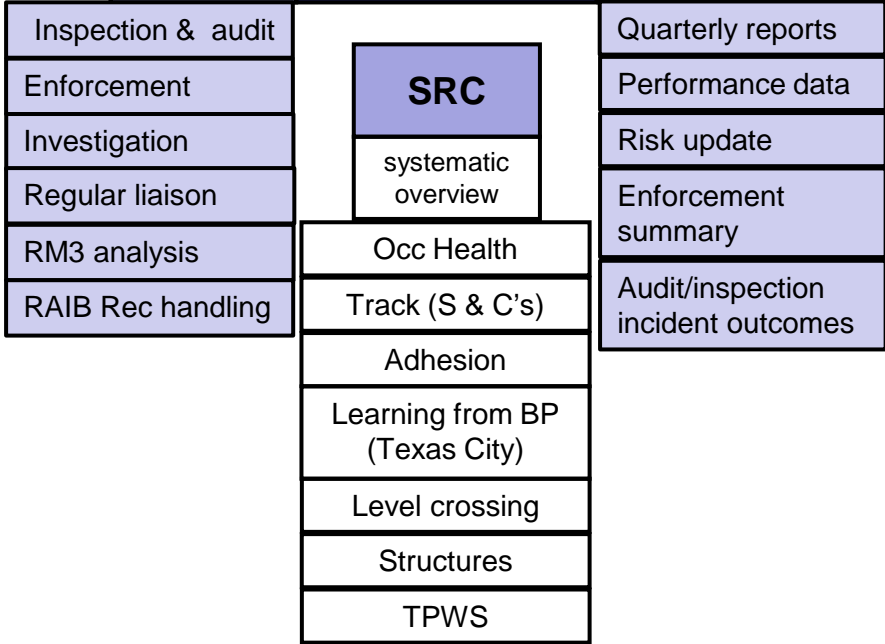 Inspection & audit
Enforcement
Investigation
Regular liaison
RM3 analysis
RAIB Rec handling
SRC
systematic
overview
Occ Health
Track (S & C's)
Adhesion
Learning from BP
(Texas City)
Level crossing
Structures
TPWS
Quarterly reports
Performance data
Risk update
Enforcement
summary
Audit/inspection
incident outcomes